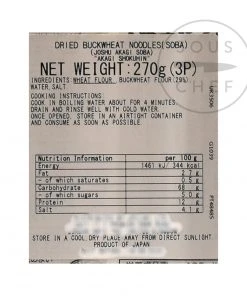 SOUS
CHEF
DRIED BUCKWHEAT NOODLES(SOBA)
(JOSHU AKAGI SOBA)
"AKAGI SHOKUHIN"
NET WEIGHT:270g(3P)
INGREDIENTS:WHEAT FLOUR, BUCKWHEAT FLOUR(29%)
WATER,SALT
COOKING INSTRUCTIONS:
COOK IN BOILING WATER ABOUT FOR 4 MINUTES.
DRAIN AND RINSE WELL WITH COLD WATER
ONCE OPENED, STORE IN AN AIRTIGHT CONTAINER
AND CONSUME AS SOON AS POSSIBLE.
Nutrition Information per 100 g
Energy 1461 kJ/ 344 kcal
Fat 2.7 g
- of which saturates 0.5 g
Carbohydrate 68 g
- of which sugars 5.0 g
Protein 12 g
Salt 4.1 g
STORE IN A COOL DRY PLACE AWAY FROM DIRECT SUNLIGHT
PRODUCT OF JAPAN